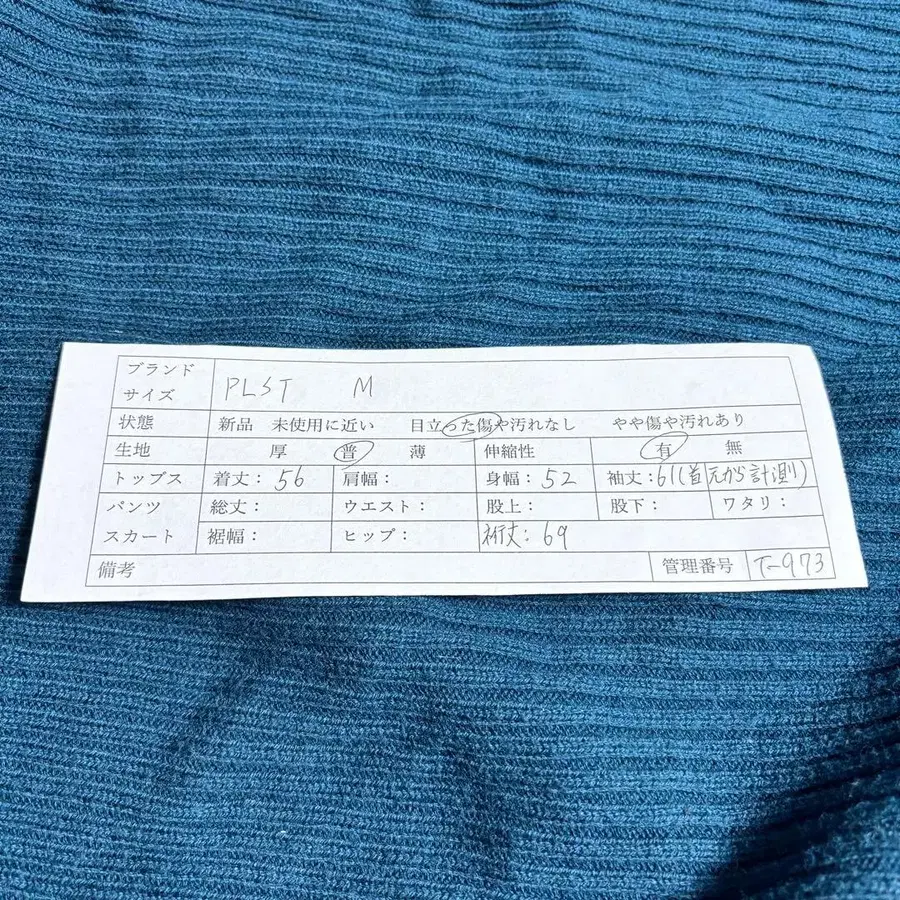 ブランド
サイズ PLST M
状態 新品 未使用に近い 目立った傷や汚れなし やや傷や汚れあり
生地 厚 普 薄 伸縮性 有 無
トップス 着丈：56 肩幅： 身幅：52 袖丈：61(首元から計測)
パンツ 総丈： ウエスト： 股上： 股下： ワタリ：
スカート 裾幅： ヒップ： 裄丈：69
備考 管理番号 T-973